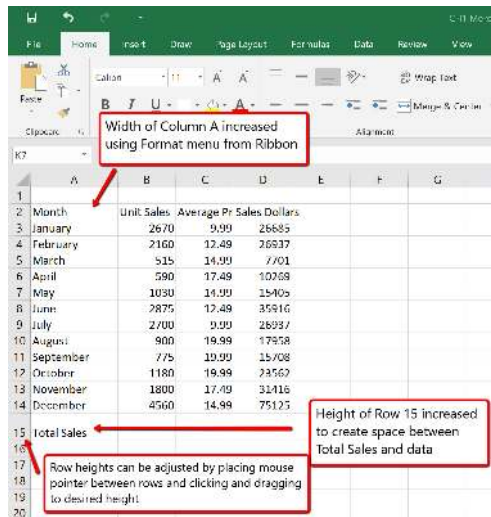 File Home Insert Draw Page Layout Formulas Data Review View
Calibri 11 A A Wrap Text
Paste
B I U A Merge & Center
Clipboard Alignment
Width of Column A increased
using Format menu from Ribbon
K7
A B C D E F G
1
2 Month Unit Sales Average Pr Sales Dollars
3 January 2670 9.99 26685
4 February 2160 12.49 26937
5 March 515 14.99 7701
6 April 590 17.49 10269
7 May 1030 14.99 15405
8 June 2875 12.49 35916
9 July 2700 9.99 26937
10 August 900 19.99 17958
11 September 775 19.99 15708
12 October 1180 19.99 23562
13 November 1800 17.49 31416
14 December 4560 14.99 75125
Height of Row 15 increased
to create space between
Total Sales and data
15 Total Sales
16
17
18
19
20
Row heights can be adjusted by placing mouse
pointer between rows and clicking and dragging
to desired height